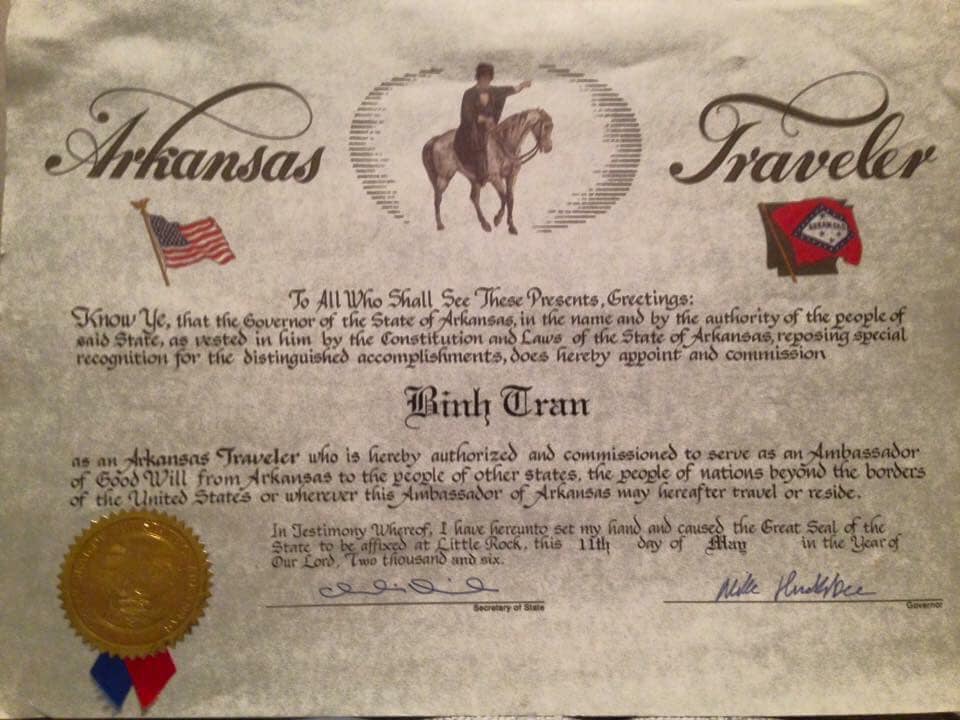 Arkansas Traveler
ARKANSAS
To All Who Shall See These Presents, Greetings:
Know Ye, that the Governor of the State of Arkansas, in the name and by the authority of the people of
said State, as vested in him by the Constitution and Laws of the State of Arkansas, reposing special
recognition for the distinguished accomplishments, does hereby appoint and commission
Binh Tran
as an Arkansas Traveler who is hereby authorized and commissioned to serve as an Ambassador
of Good Will from Arkansas to the people of other states, the people of nations beyond the borders
of the United States or wherever this Ambassador of Arkansas may hereafter travel or reside.
In Testimony Whereof, I have hereunto set my hand and caused the Great Seal of the
State to be affixed at Little Rock, this 11th day of May in the Year of
Our Lord, Two thousand and six.
Mike Huckabee
Secretary of State
Governor